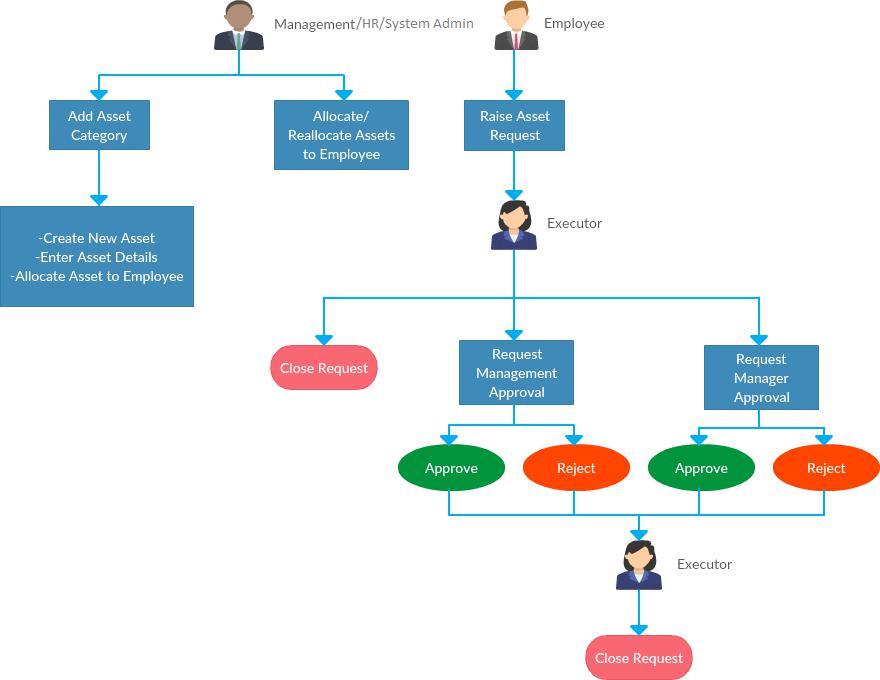 Management/HR/System Admin
Employee
Add Asset
Category
Allocate/
Reallocate Assets
to Employee
Raise Asset
Request
-Create New Asset
-Enter Asset Details
-Allocate Asset to Employee
Executor
Close Request
Request
Management
Approval
Request
Manager
Approval
Approve
Reject
Approve
Reject
Executor
Close Request